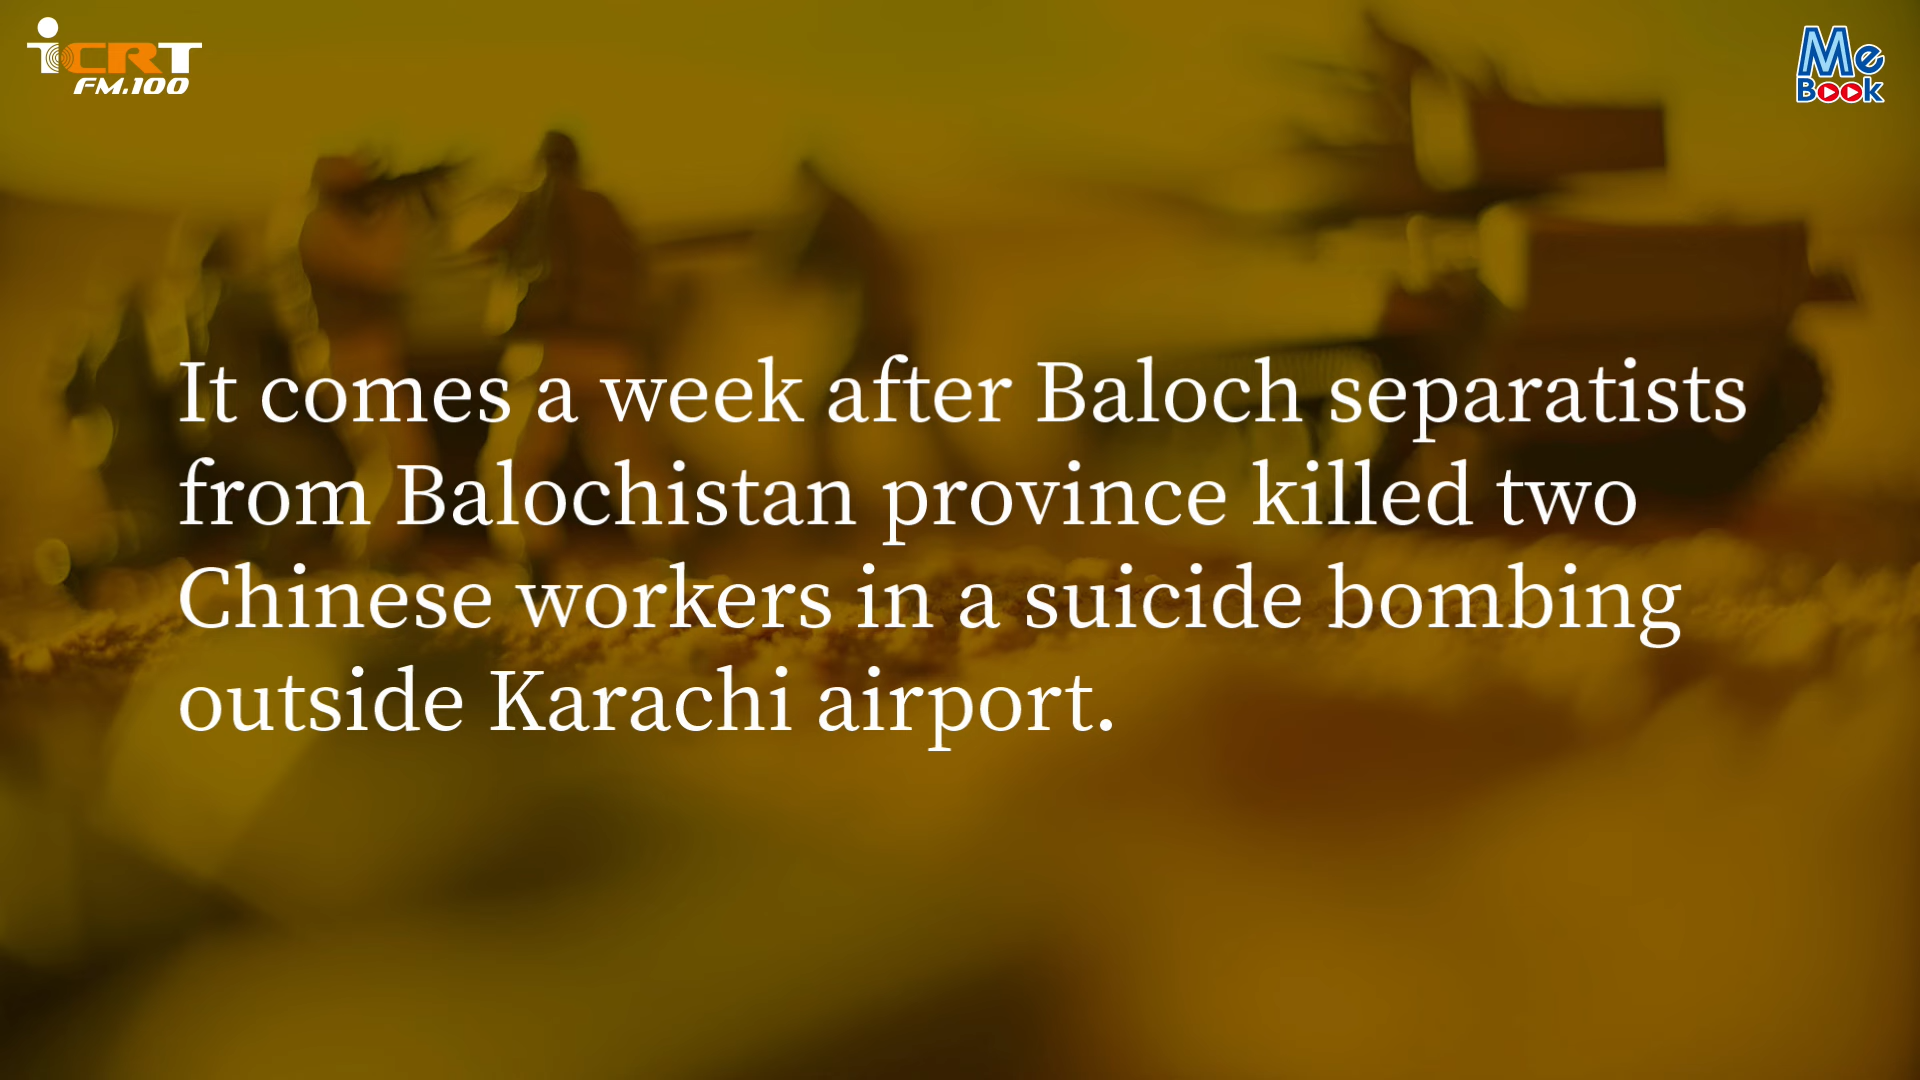 iCRT
FM.100
Me
Book
It comes a week after Baloch separatists
from Balochistan province killed two
Chinese workers in a suicide bombing
outside Karachi airport.